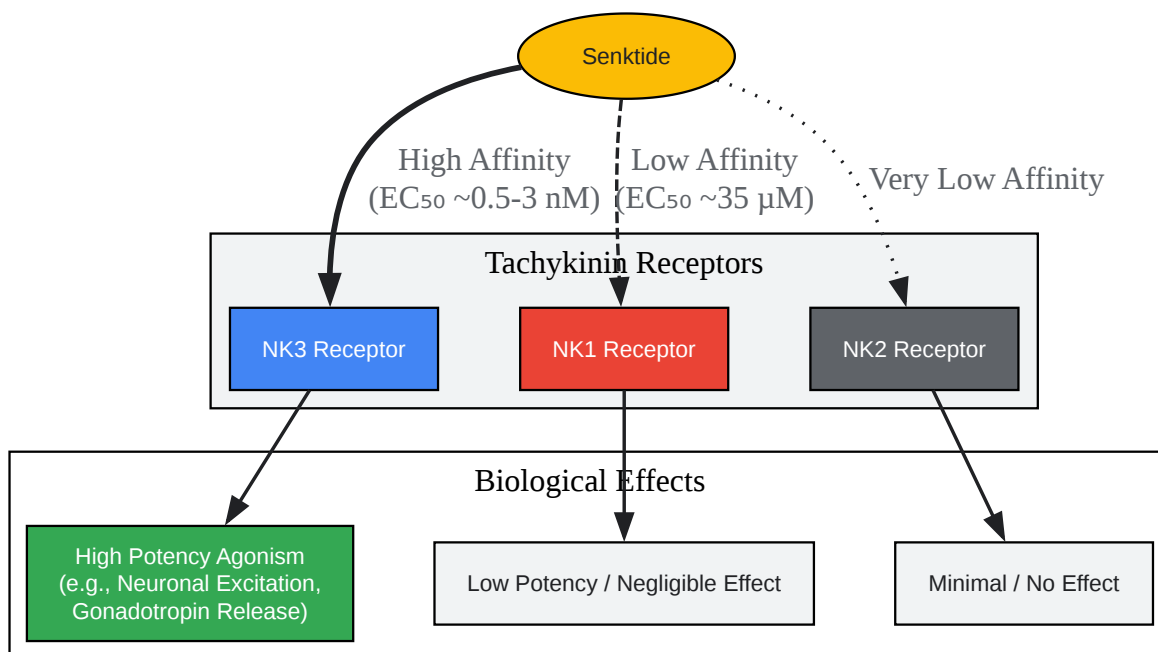 Senktide
High Affinity
(EC₅₀ ~0.5-3 nM)
Low Affinity
(EC₅₀ ~35 µM)
Very Low Affinity
Tachykinin Receptors
NK3 Receptor
NK1 Receptor
NK2 Receptor
Biological Effects
High Potency Agonism
(e.g., Neuronal Excitation,
Gonadotropin Release)
Low Potency / Negligible Effect
Minimal / No Effect